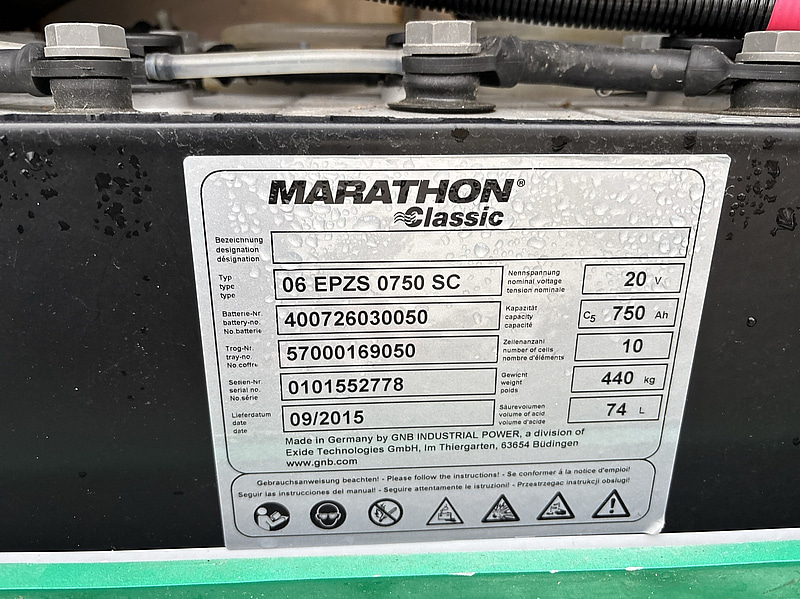 MARATHON®
Classic
Bezeichnung
designation
désignation
Typ
type
type
06 EPZS 0750 SC
Nennspannung
nominal voltage
tension nominale
20 V
Batterie-Nr.
battery-no.
No.batterie
400726030050
Kapazität
capacity
capacité
C5 750 Ah
Trog-Nr.
tray-no.
No.coffre
57000169050
Zellenanzahl
number of cells
nombre d'éléments
10
Serien-Nr.
serial no.
No.série
0101552778
Gewicht
weight
poids
440 kg
Lieferdatum
date
date
09/2015
Säurevolumen
volume of acid
volume d'acide
74 L
Made in Germany by GNB INDUSTRIAL POWER, a division of
Exide Technologies GmbH, Im Thiergarten, 63654 Büdingen
www.gnb.com
Gebrauchsanweisung beachten! - Please follow the instructions! - Se conformer à la notice d'emploi!
Seguir las instrucciones del manual! - Seguire attentamente le istruzioni! - Przestrzegac instrukcji obslugi!